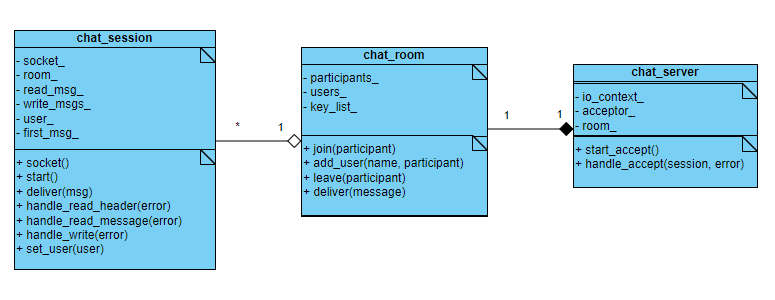 chat_session
- socket_
- room_
- read_msg_
- write_msgs_
- user_
- first_msg_
+ socket()
+ start()
+ deliver(msg)
+ handle_read_header(error)
+ handle_read_message(error)
+ handle_write(error)
+ set_user(user)
*
1
chat_room
- participants_
- users_
- key_list_
+ join(participant)
+ add_user(name, participant)
+ leave(participant)
+ deliver(message)
1
1
chat_server
- io_context_
- acceptor_
- room_
+ start_accept()
+ handle_accept(session, error)